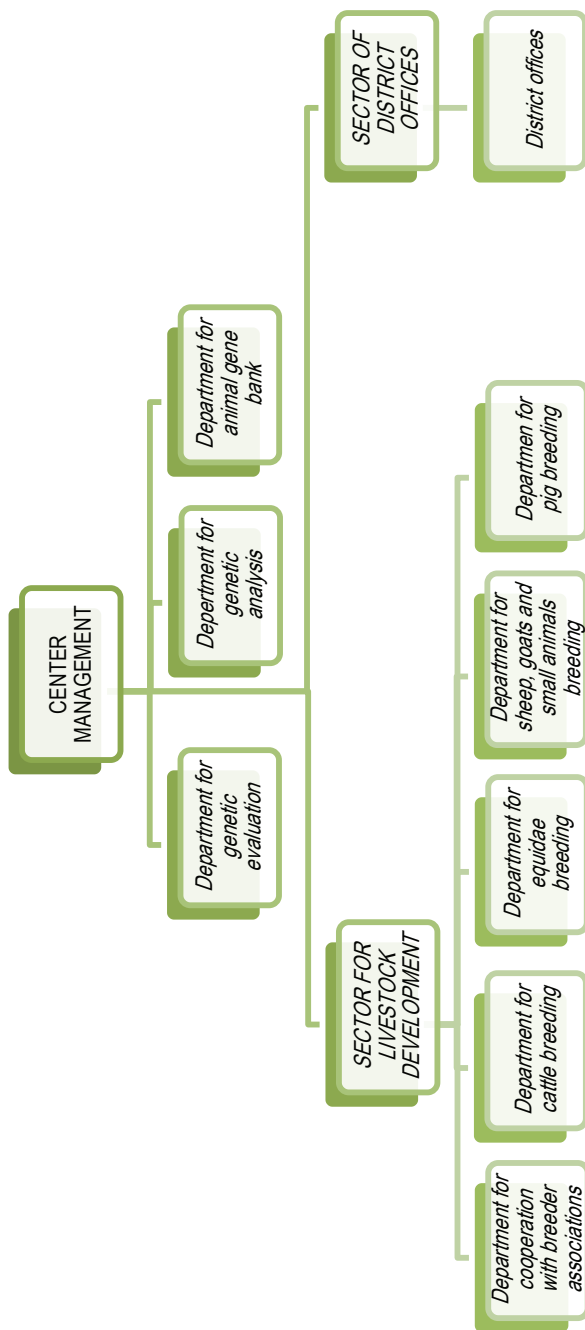 CENTER
MANAGEMENT
Department for
genetic
evaluation
Depertment for
genetic
analysis
Department for
animal gene
bank
SECTOR FOR
LIVESTOCK
DEVELOPMENT
SECTOR OF
DISTRICT
OFFICES
Department for
cooperation
with breeder
associations
Department for
cattle breeding
Department for
equidae
breeding
Department for
sheep, goats and
small animals
breeding
Departmen for
pig breeding
District offices